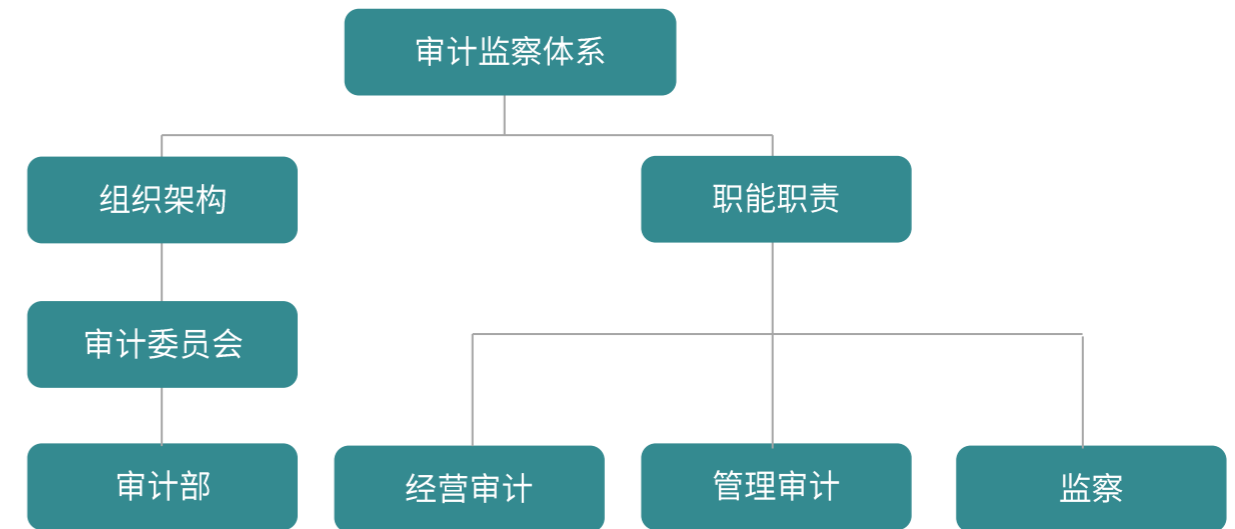 审计监察体系
组织架构
职能职责
审计委员会
审计部
经营审计
管理审计
监察